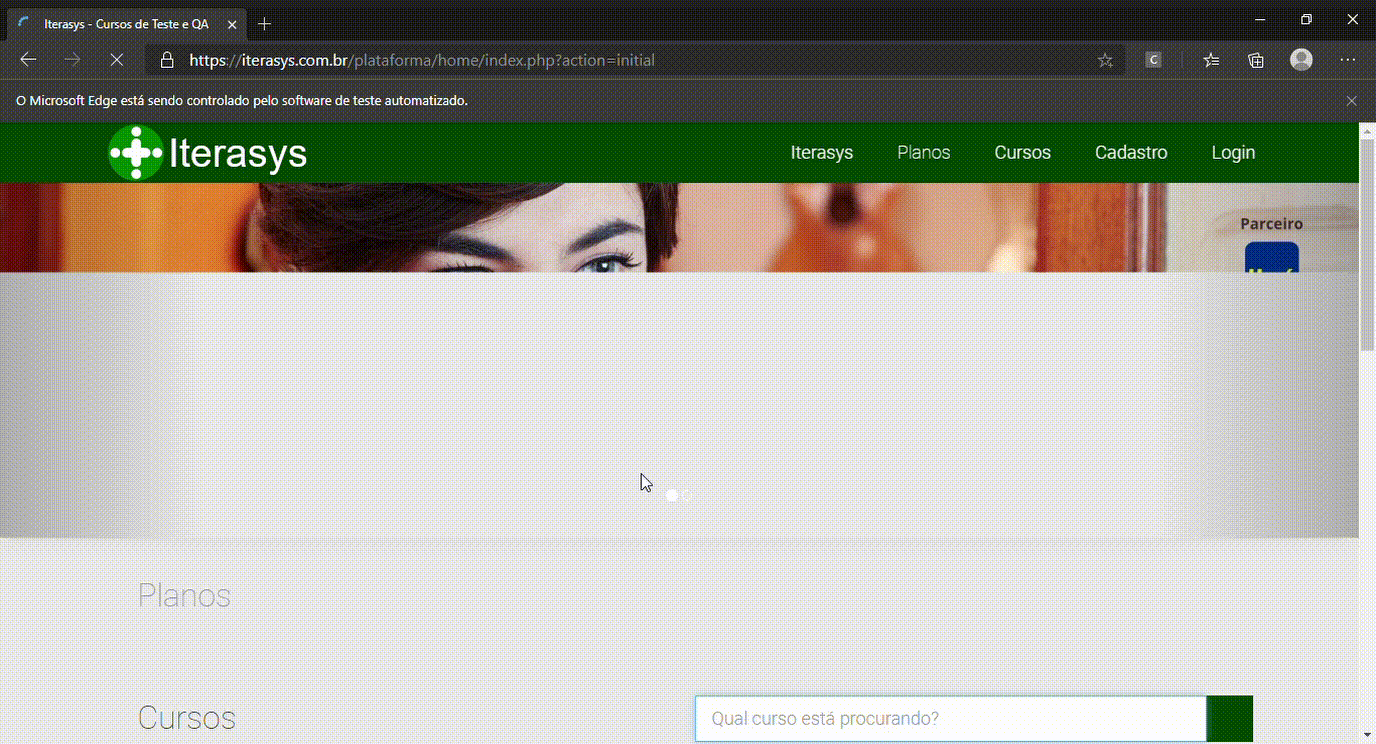 Iterasys - Cursos de Teste e QA
https://iterasys.com.br/plataforma/home/index.php?action=initial
C
O Microsoft Edge está sendo controlado pelo software de teste automatizado.
Iterasys
Iterasys Planos Cursos Cadastro Login
Parceiro
Planos
Cursos
Qual curso está procurando?